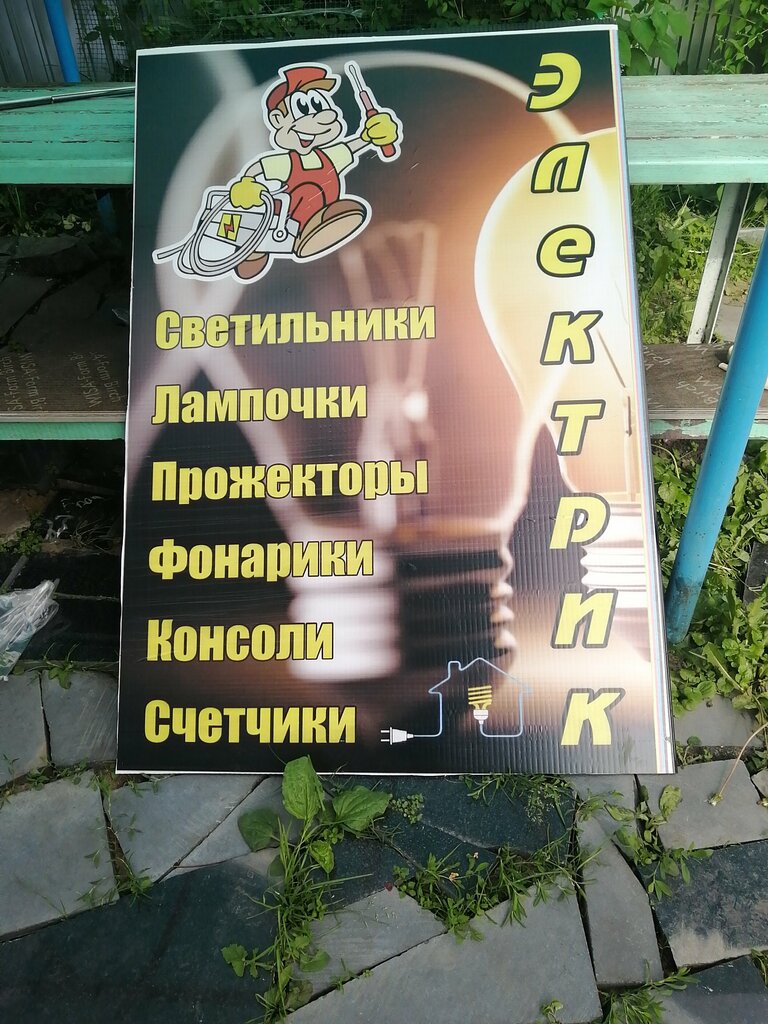 Электрик
Светильники
Лампочки
Прожекторы
Фонарики
Консоли
Счетчики